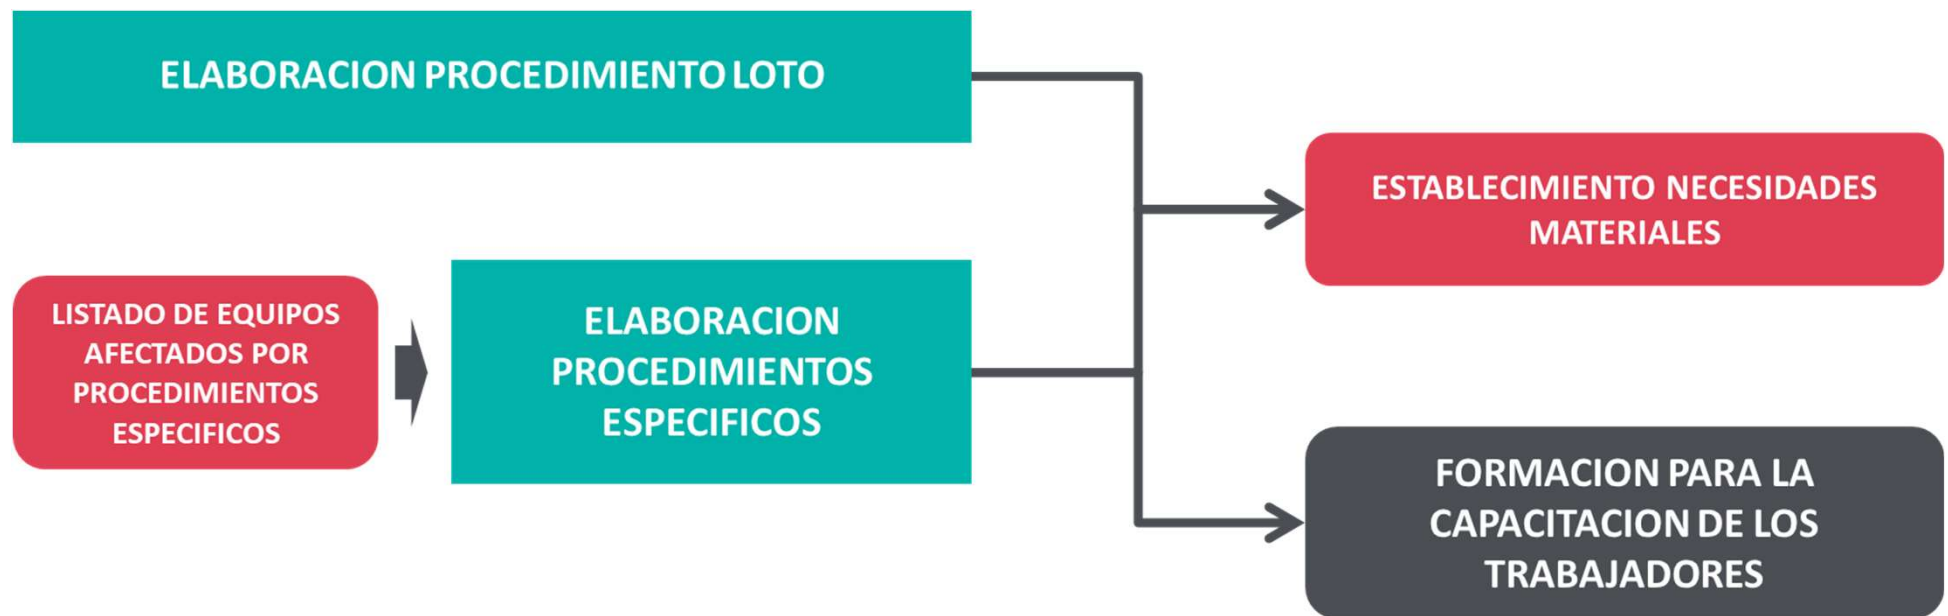 ELABORACION PROCEDIMIENTO LOTO
ESTABLECIMIENTO NECESIDADES
MATERIALES
LISTADO DE EQUIPOS
AFECTADOS POR
PROCEDIMIENTOS
ESPECIFICOS
ELABORACION
PROCEDIMIENTOS
ESPECIFICOS
FORMACION PARA LA
CAPACITACION DE LOS
TRABAJADORES